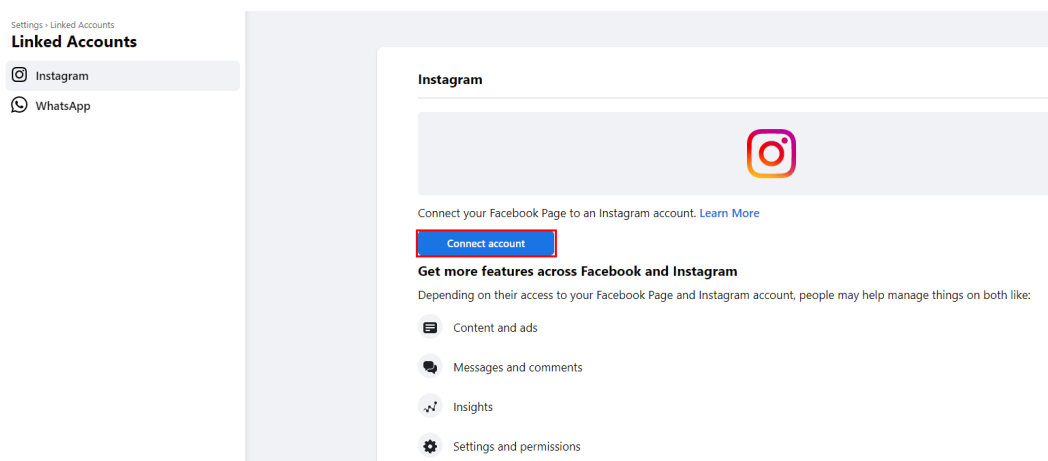 Settings › Linked Accounts
Linked Accounts
Instagram
WhatsApp
Instagram
Connect your Facebook Page to an Instagram account. Learn More
Connect account
Get more features across Facebook and Instagram
Depending on their access to your Facebook Page and Instagram account, people may help manage things on both like:
Content and ads
Messages and comments
Insights
Settings and permissions